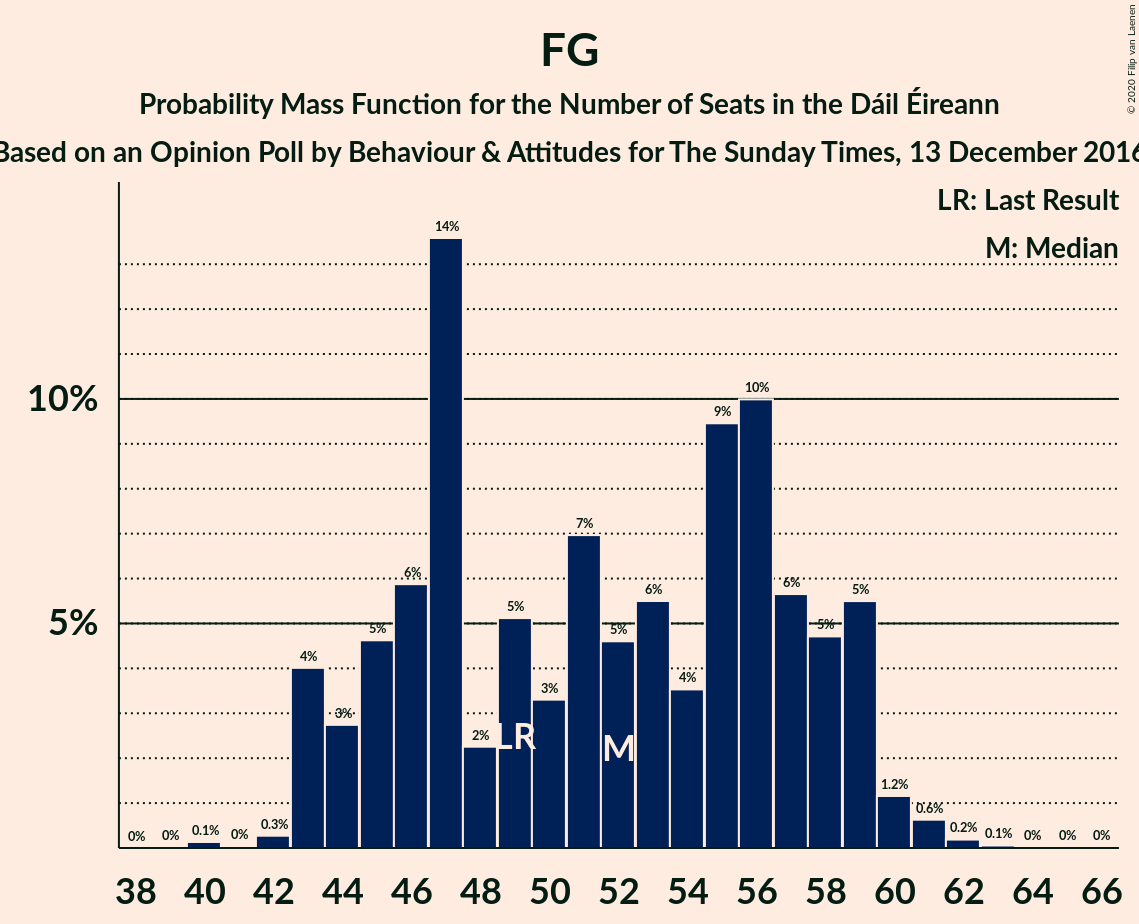 FG
Probability Mass Function for the Number of Seats in the Dáil Éireann
Based on an Opinion Poll by Behaviour & Attitudes for The Sunday Times, 13 December 2016
© 2020 Filip van Laenen
LR: Last Result
M: Median
10%
5%
0% 0% 0.1% 0% 0.3% 4% 3% 5% 6% 14% 2% 5% 3% 7% 5% 6% 4% 9% 10% 6% 5% 5% 1.2% 0.6% 0.2% 0.1% 0% 0% 0%
LR M
38 40 42 44 46 48 50 52 54 56 58 60 62 64 66